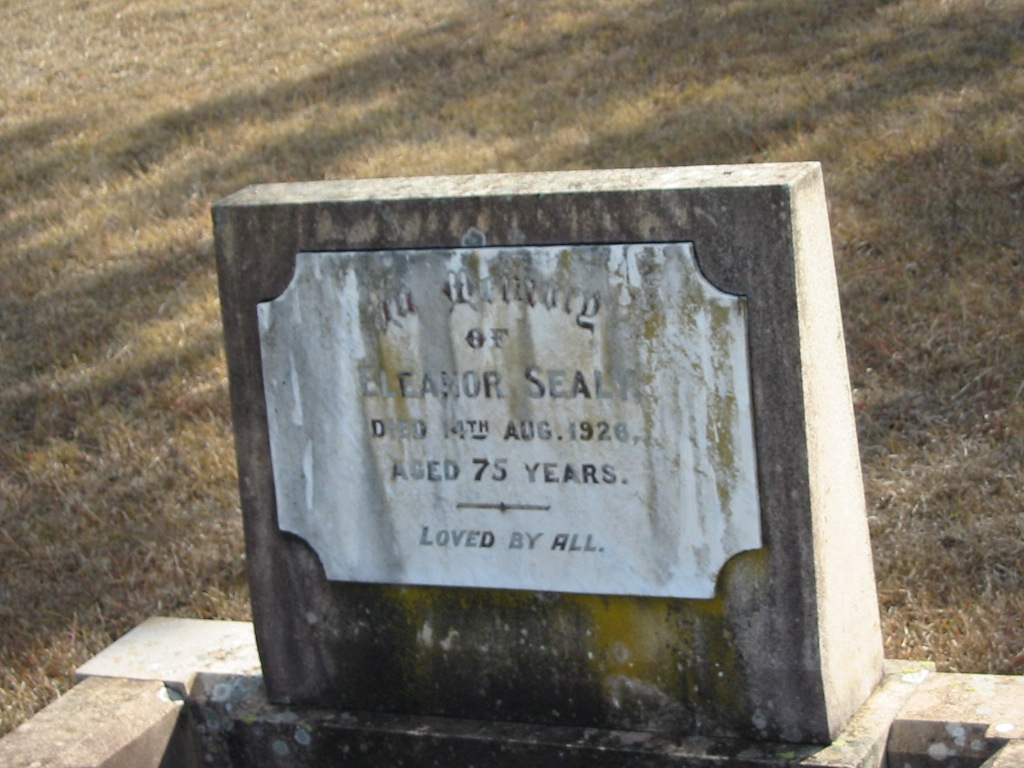 In Memory
OF
ELEANOR SEALY.
DIED 14TH AUG. 1926,
AGED 75 YEARS.
LOVED BY ALL.